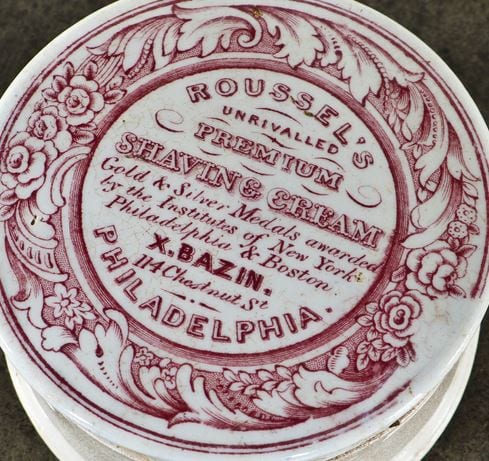 ROUSSEL'S
UNRIVALLED
PREMIUM
SHAVING CREAM
Gold & Silver Medals awarded
by the Institutes of New York
Philadelphia & Boston.
X. BAZIN.
114 Chestnut St
PHILADELPHIA.